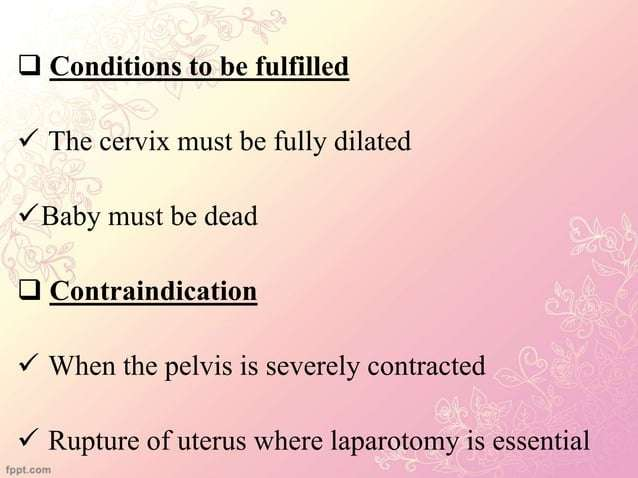 ❑ Conditions to be fulfilled
✓ The cervix must be fully dilated
✓Baby must be dead
❑ Contraindication
✓ When the pelvis is severely contracted
✓ Rupture of uterus where laparotomy is essential
fppt.com